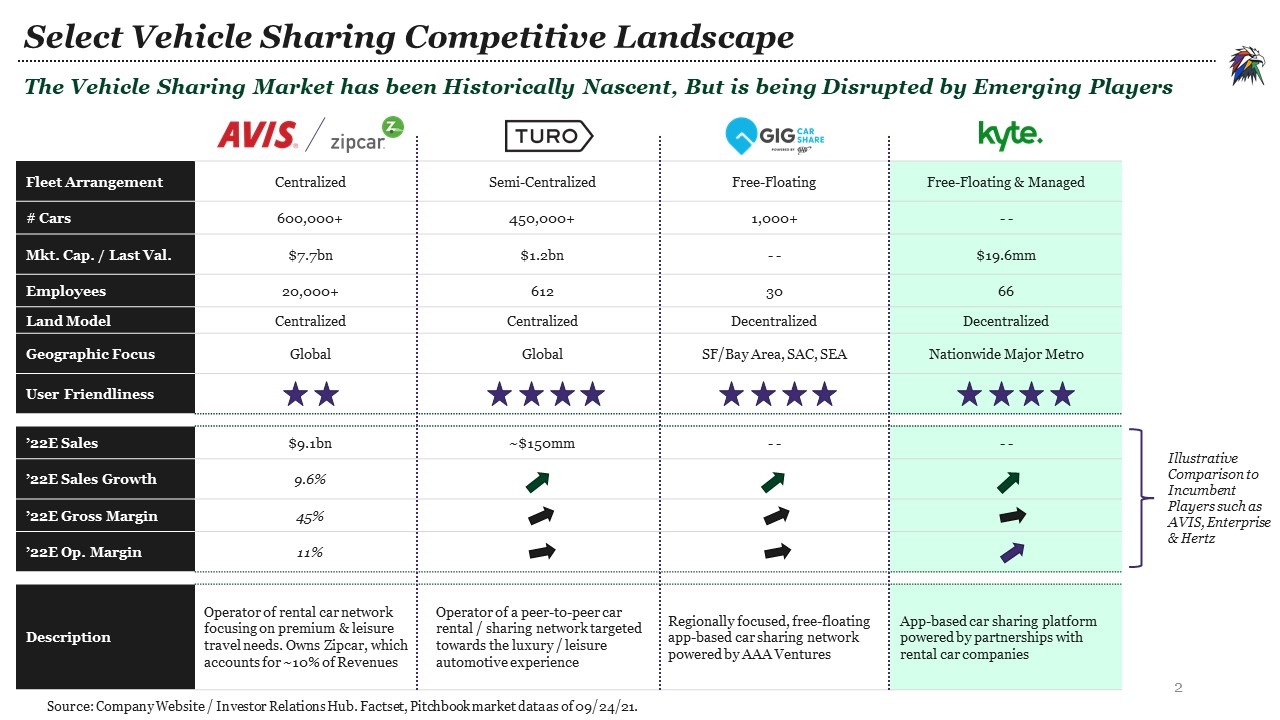 Select Vehicle Sharing Competitive Landscape
The Vehicle Sharing Market has been Historically Nascent, But is being Disrupted by Emerging Players
AVIS / zipcar Z
TURO
GIG CAR SHARE
POWERED BY AAA
kyte.
Fleet Arrangement Centralized Semi-Centralized Free-Floating Free-Floating & Managed
# Cars 600,000+ 450,000+ 1,000+ - -
Mkt. Cap. / Last Val. $7.7bn $1.2bn - - $19.6mm
Employees 20,000+ 612 30 66
Land Model Centralized Centralized Decentralized Decentralized
Geographic Focus Global Global SF/Bay Area, SAC, SEA Nationwide Major Metro
User Friendliness
’22E Sales $9.1bn ~$150mm - - - -
’22E Sales Growth 9.6%
’22E Gross Margin 45%
’22E Op. Margin 11%
Illustrative
Comparison to
Incumbent
Players such as
AVIS, Enterprise
& Hertz
Description
Operator of rental car network
focusing on premium & leisure
travel needs. Owns Zipcar, which
accounts for ~10% of Revenues
Operator of a peer-to-peer car
rental / sharing network targeted
towards the luxury / leisure
automotive experience
Regionally focused, free-floating
app-based car sharing network
powered by AAA Ventures
App-based car sharing platform
powered by partnerships with
rental car companies
2
Source: Company Website / Investor Relations Hub. Factset, Pitchbook market data as of 09/24/21.